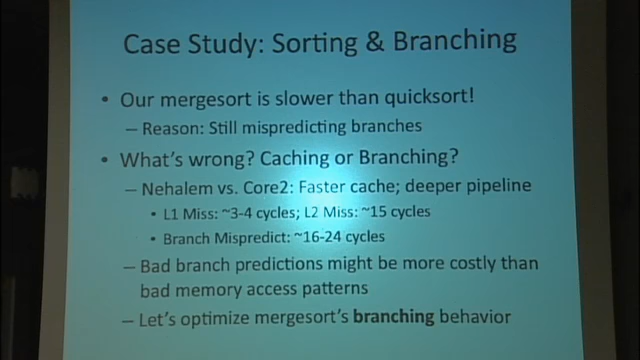 Case Study: Sorting & Branching
• Our mergesort is slower than quicksort!
– Reason: Still mispredicting branches
• What's wrong? Caching or Branching?
– Nehalem vs. Core2: Faster cache; deeper pipeline
• L1 Miss: ~3-4 cycles; L2 Miss: ~15 cycles
• Branch Mispredict: ~16-24 cycles
– Bad branch predictions might be more costly than
bad memory access patterns
– Let's optimize mergesort's branching behavior